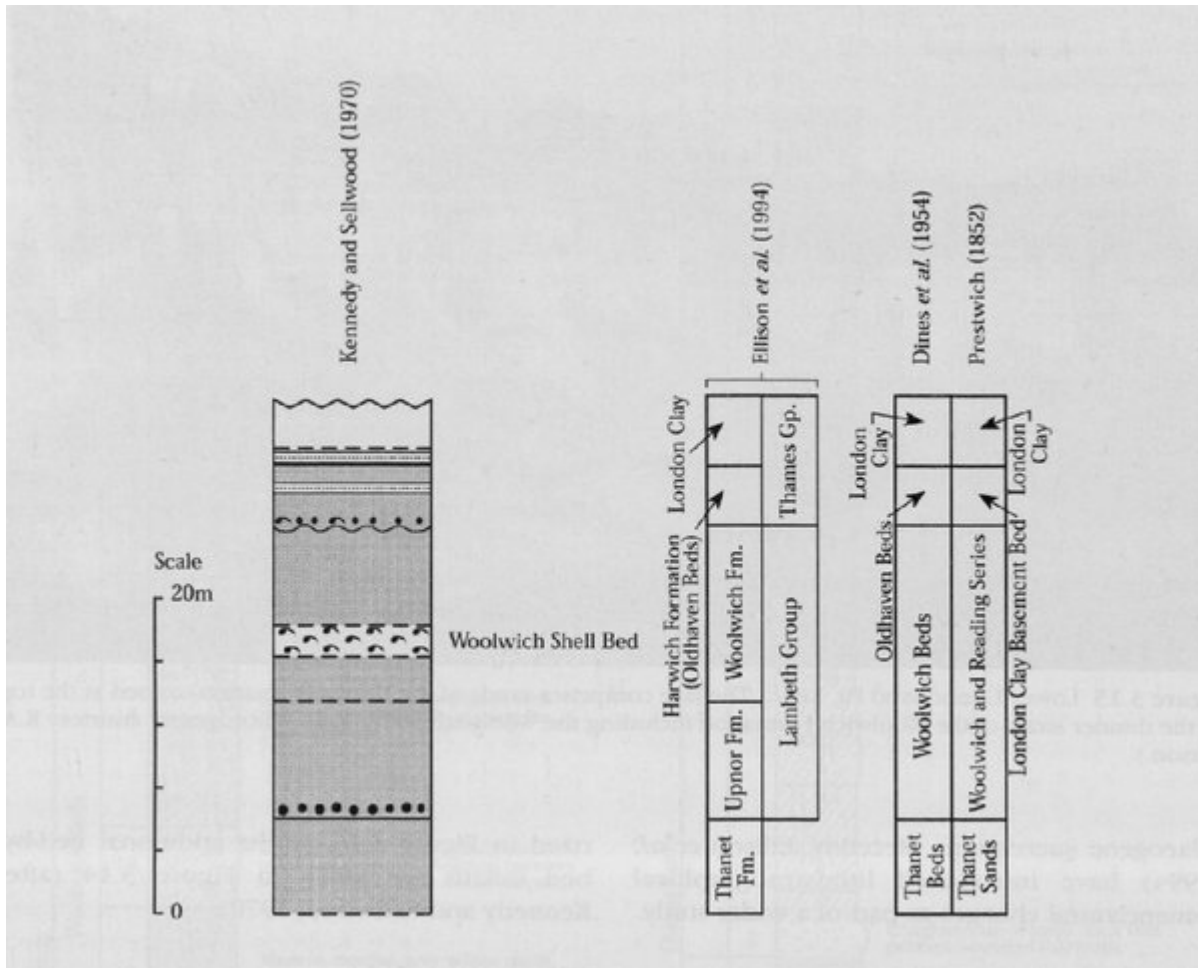 Kennedy and Sellwood (1970)
Ellison et al. (1994)
Dines et al. (1954)
Prestwich (1852)
Scale
20m
0
Woolwich Shell Bed
Harwich Formation
(Oldhaven Beds)
London Clay
Thanet
Fm.
Upnor Fm.
Woolwich Fm.
Lambeth Group
Thames Gp.
Oldhaven Beds
London
Clay
Thanet
Beds
Woolwich Beds
Thanet
Sands
Woolwich and Reading Series
London Clay Basement Bed
London
Clay